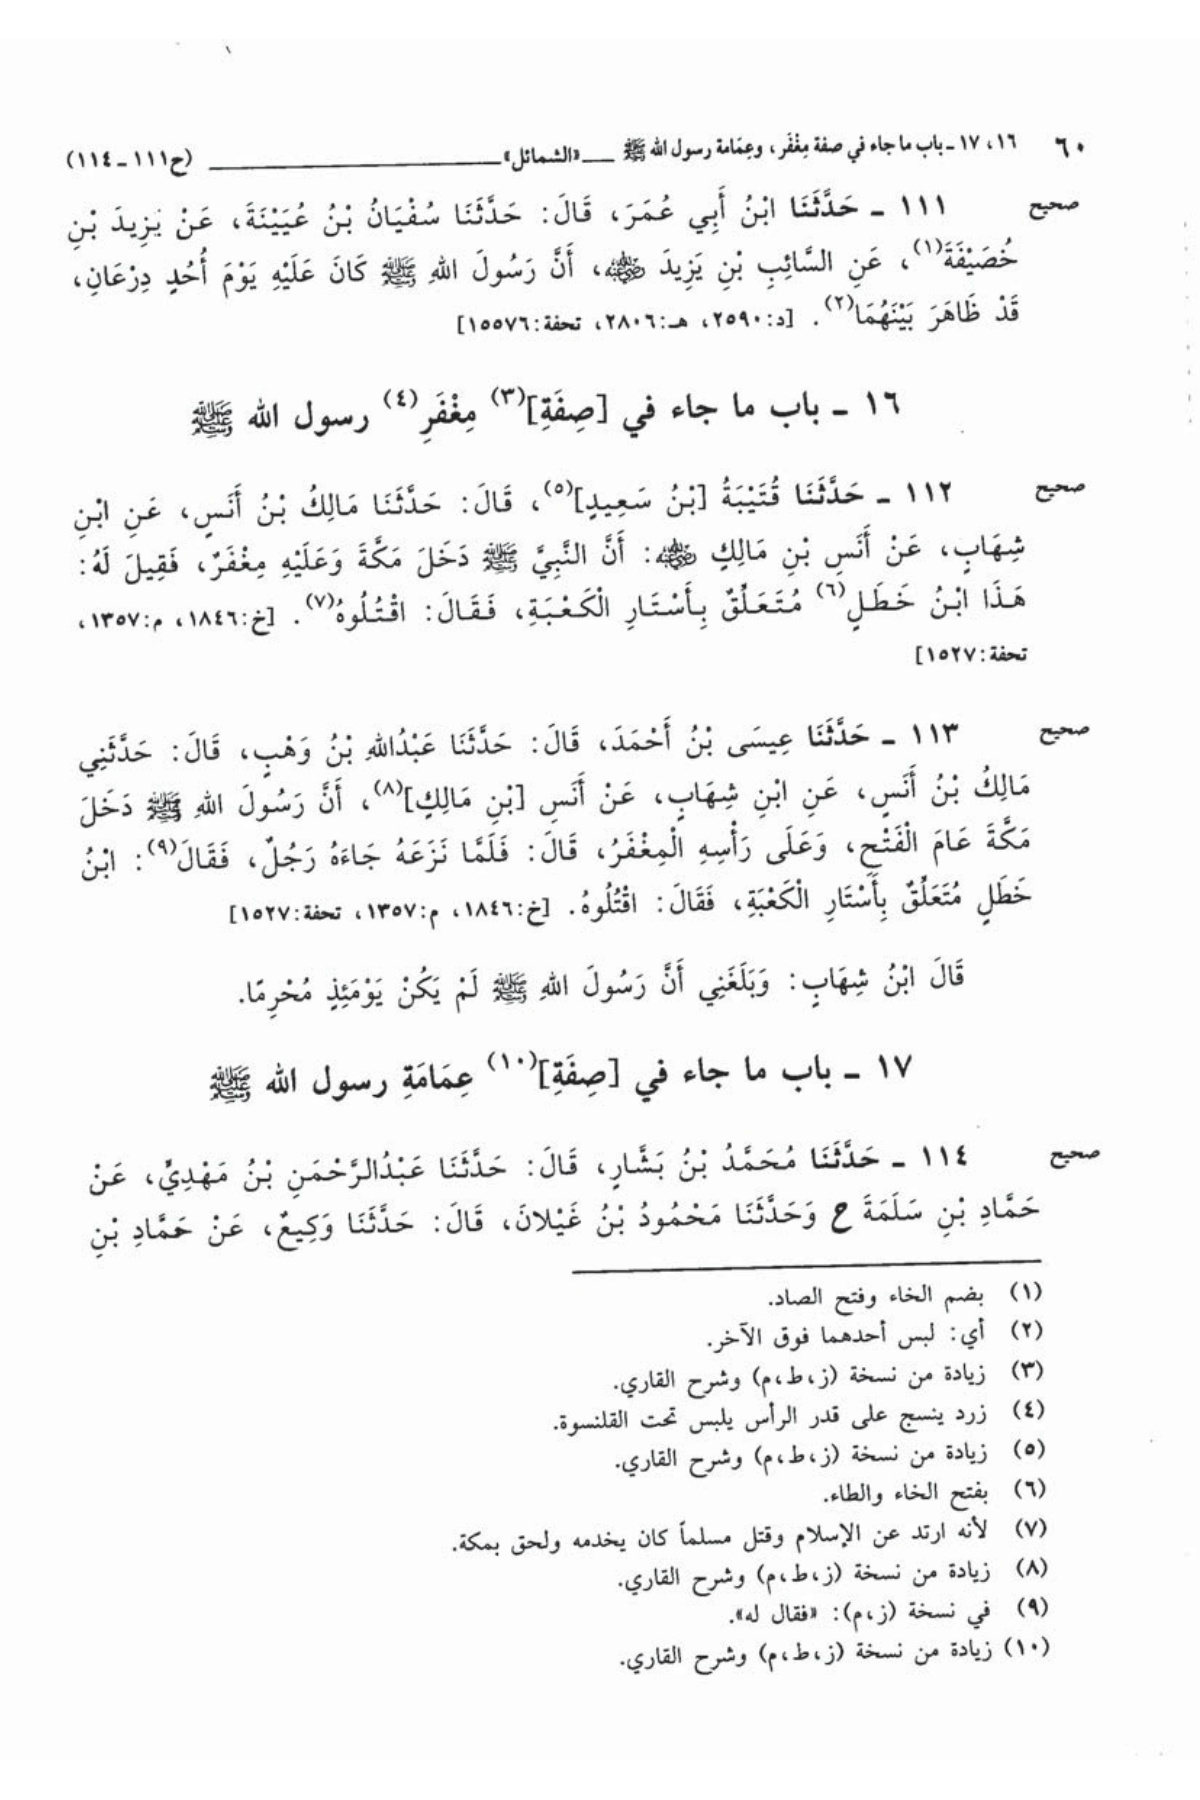 ٦٠ ١٦، ١٧ ـ باب ما جاء في صفة مِغْفَر، وعِمَامة رسول الله ﷺ ــــ «الشمائل» ــــــــــــــــ (ح١١١ ـ ١١٤)
صحيح ١١١ ـ حَدَّثَنَا ابْنُ أَبِي عُمَرَ، قَالَ: حَدَّثَنَا سُفْيَانُ بْنُ عُيَيْنَةَ، عَنْ يَزِيدَ بْنِ
خُصَيْفَةَ(١)، عَنِ السَّائِبِ بْنِ يَزِيدَ رضي الله عنه، أَنَّ رَسُولَ اللهِ ﷺ كَانَ عَلَيْهِ يَوْمَ أُحُدٍ دِرْعَانِ،
قَدْ ظَاهَرَ بَيْنَهُمَا(٢). [د:٢٥٩٠، هـ:٢٨٠٦، تحفة:١٥٥٧٦]
١٦ ـ باب ما جاء في [صِفَةِ](٣) مِغْفَرِ(٤) رسول الله ﷺ
صحيح ١١٢ ـ حَدَّثَنَا قُتَيْبَةُ [بْنُ سَعِيدٍ](٥)، قَالَ: حَدَّثَنَا مَالِكُ بْنُ أَنَسٍ، عَنِ ابْنِ
شِهَابٍ، عَنْ أَنَسِ بْنِ مَالِكٍ رضي الله عنه: أَنَّ النَّبِيَّ ﷺ دَخَلَ مَكَّةَ وَعَلَيْهِ مِغْفَرٌ، فَقِيلَ لَهُ:
هَذَا ابْنُ خَطَلٍ(٦) مُتَعَلِّقٌ بِأَسْتَارِ الْكَعْبَةِ، فَقَالَ: اقْتُلُوهُ(٧). [خ:١٨٤٦، م:١٣٥٧،
تحفة:١٥٢٧]
صحيح ١١٣ ـ حَدَّثَنَا عِيسَى بْنُ أَحْمَدَ، قَالَ: حَدَّثَنَا عَبْدُاللهِ بْنُ وَهْبٍ، قَالَ: حَدَّثَنِي
مَالِكُ بْنُ أَنَسٍ، عَنِ ابْنِ شِهَابٍ، عَنْ أَنَسِ [بْنِ مَالِكٍ](٨)، أَنَّ رَسُولَ اللهِ ﷺ دَخَلَ
مَكَّةَ عَامَ الْفَتْحِ، وَعَلَى رَأْسِهِ الْمِغْفَرُ، قَالَ: فَلَمَّا نَزَعَهُ جَاءَهُ رَجُلٌ، فَقَالَ(٩): ابْنُ
خَطَلٍ مُتَعَلِّقٌ بِأَسْتَارِ الْكَعْبَةِ، فَقَالَ: اقْتُلُوهُ. [خ:١٨٤٦، م:١٣٥٧، تحفة:١٥٢٧]
قَالَ ابْنُ شِهَابٍ: وَبَلَغَنِي أَنَّ رَسُولَ اللهِ ﷺ لَمْ يَكُنْ يَوْمَئِذٍ مُحْرِمًا.
١٧ ـ باب ما جاء في [صِفَةِ](١٠) عِمَامَةِ رسول الله ﷺ
صحيح ١١٤ ـ حَدَّثَنَا مُحَمَّدُ بْنُ بَشَّارٍ، قَالَ: حَدَّثَنَا عَبْدُالرَّحْمَنِ بْنُ مَهْدِيٍّ، عَنْ
حَمَّادِ بْنِ سَلَمَةَ ح وَحَدَّثَنَا مَحْمُودُ بْنُ غَيْلانَ، قَالَ: حَدَّثَنَا وَكِيعٌ، عَنْ حَمَّادِ بْنِ
(١) بضم الخاء وفتح الصاد.
(٢) أي: لبس أحدهما فوق الآخر.
(٣) زيادة من نسخة (ز،ط،م) وشرح القاري.
(٤) زرد ينسج على قدر الرأس يلبس تحت القلنسوة.
(٥) زيادة من نسخة (ز،ط،م) وشرح القاري.
(٦) بفتح الخاء والطاء.
(٧) لأنه ارتد عن الإسلام وقتل مسلماً كان يخدمه ولحق بمكة.
(٨) زيادة من نسخة (ز،ط،م) وشرح القاري.
(٩) في نسخة (ز،م): «فقال له».
(١٠) زيادة من نسخة (ز،ط،م) وشرح القاري.